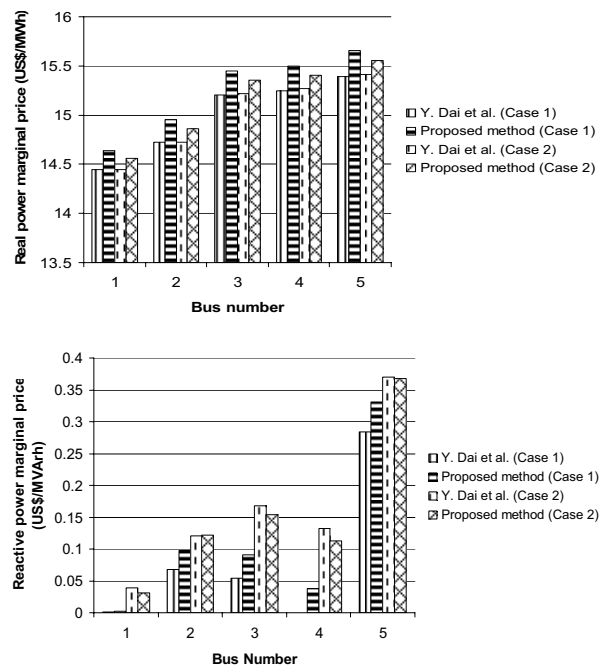 Real power marginal price (US$/MWh)
16
15.5
15
14.5
14
13.5
1 2 3 4 5
Bus number
Y. Dai et al. (Case 1)
Proposed method (Case 1)
Y. Dai et al. (Case 2)
Proposed method (Case 2)
Reactive power marginal price
(US$/MVArh)
0.4
0.35
0.3
0.25
0.2
0.15
0.1
0.05
0
1 2 3 4 5
Bus Number
Y. Dai et al. (Case 1)
Proposed method (Case 1)
Y. Dai et al. (Case 2)
Proposed method (Case 2)